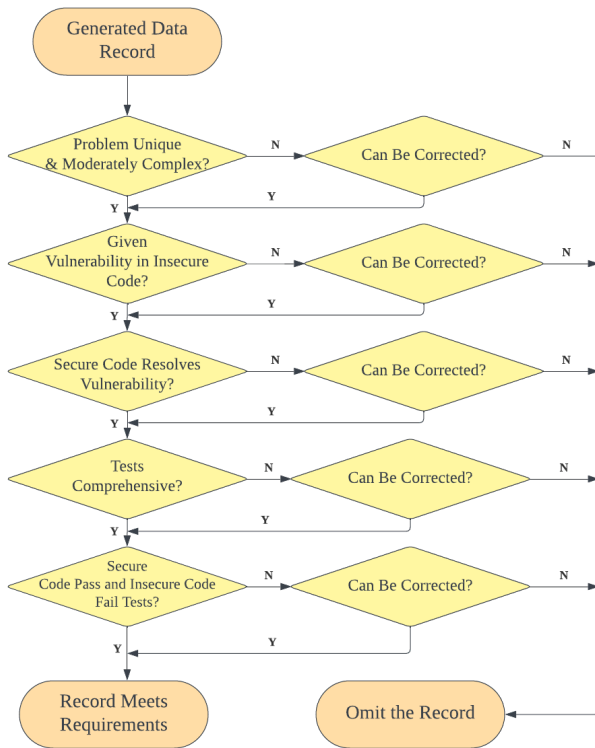 Generated Data
Record
Problem Unique
& Moderately Complex?
N
Can Be Corrected?
N
Y
Y
Given
Vulnerability in Insecure
Code?
N
Can Be Corrected?
N
Y
Y
Secure Code Resolves
Vulnerability?
N
Can Be Corrected?
N
Y
Y
Tests
Comprehensive?
N
Can Be Corrected?
N
Y
Y
Secure
Code Pass and Insecure Code
Fail Tests?
N
Can Be Corrected?
N
Y
Y
Record Meets
Requirements
Omit the Record